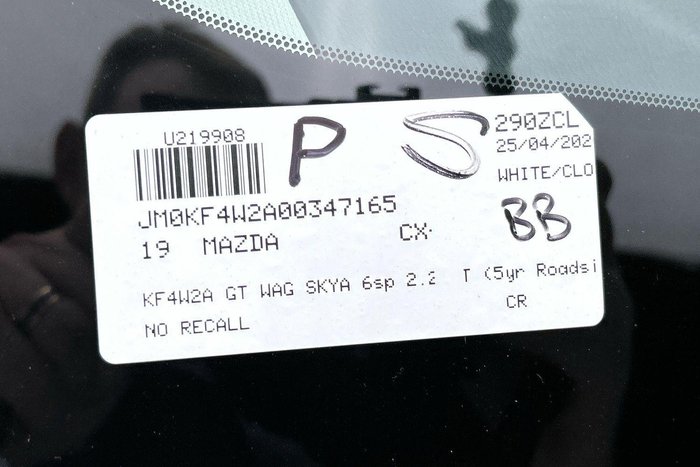 U219908 P S 290ZCL
25/04/202
WHITE/CLO
JM0KF4W2A00347165 BB
19 MAZDA CX-
KF4W2A GT WAG SKYA 6sp 2.2 T (5yr Roadsi
NO RECALL CR